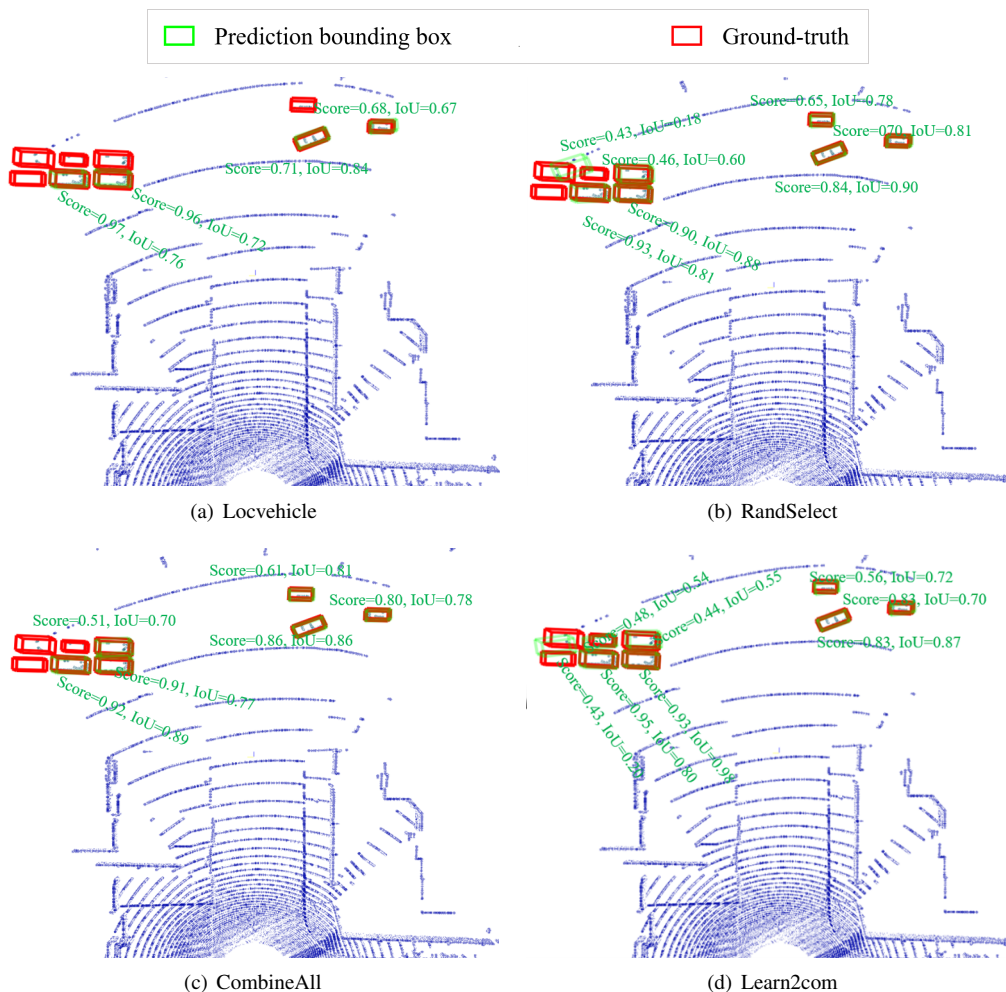 Prediction bounding box
Ground-truth
Score=0.68, IoU=0.67
Score=0.71, IoU=0.84
Score=0.96, IoU=0.72
Score=0.97, IoU=0.76
(a) Locvehicle
Score=0.65, IoU=0.78
Score=0.43, IoU=0.18
Score=070, IoU=0.81
Score=0.46, IoU=0.60
Score=0.84, IoU=0.90
Score=0.90, IoU=0.88
Score=0.93, IoU=0.81
(b) RandSelect
Score=0.61, IoU=0.81
Score=0.80, IoU=0.78
Score=0.51, IoU=0.70
Score=0.86, IoU=0.86
Score=0.91, IoU=0.77
Score=0.92, IoU=0.89
(c) CombineAll
Score=0.56, IoU=0.72
Score=0.48, IoU=0.54
Score=0.44, IoU=0.55
Score=0.83, IoU=0.70
Score=0.83, IoU=0.87
Score=0.93, IoU=0.98
Score=0.95, IoU=0.80
Score=0.43,
(d) Learn2com